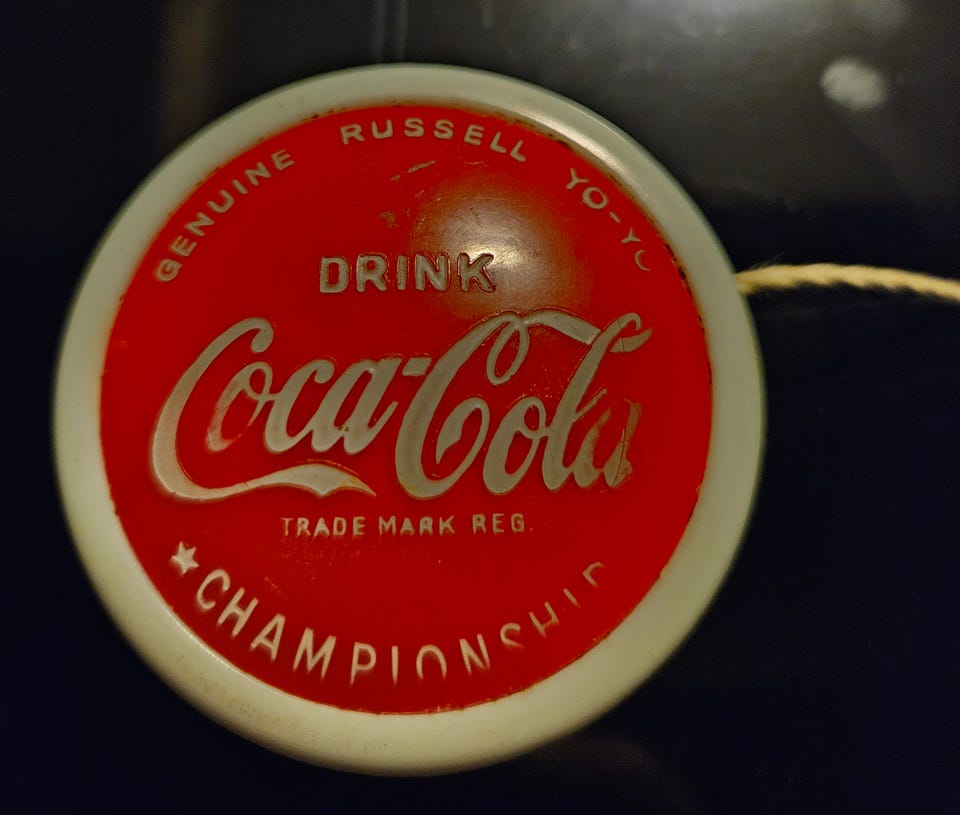 GENUINE RUSSELL YO-YO
DRINK
Coca-Cola
TRADE MARK REG.
★CHAMPIONSHIP